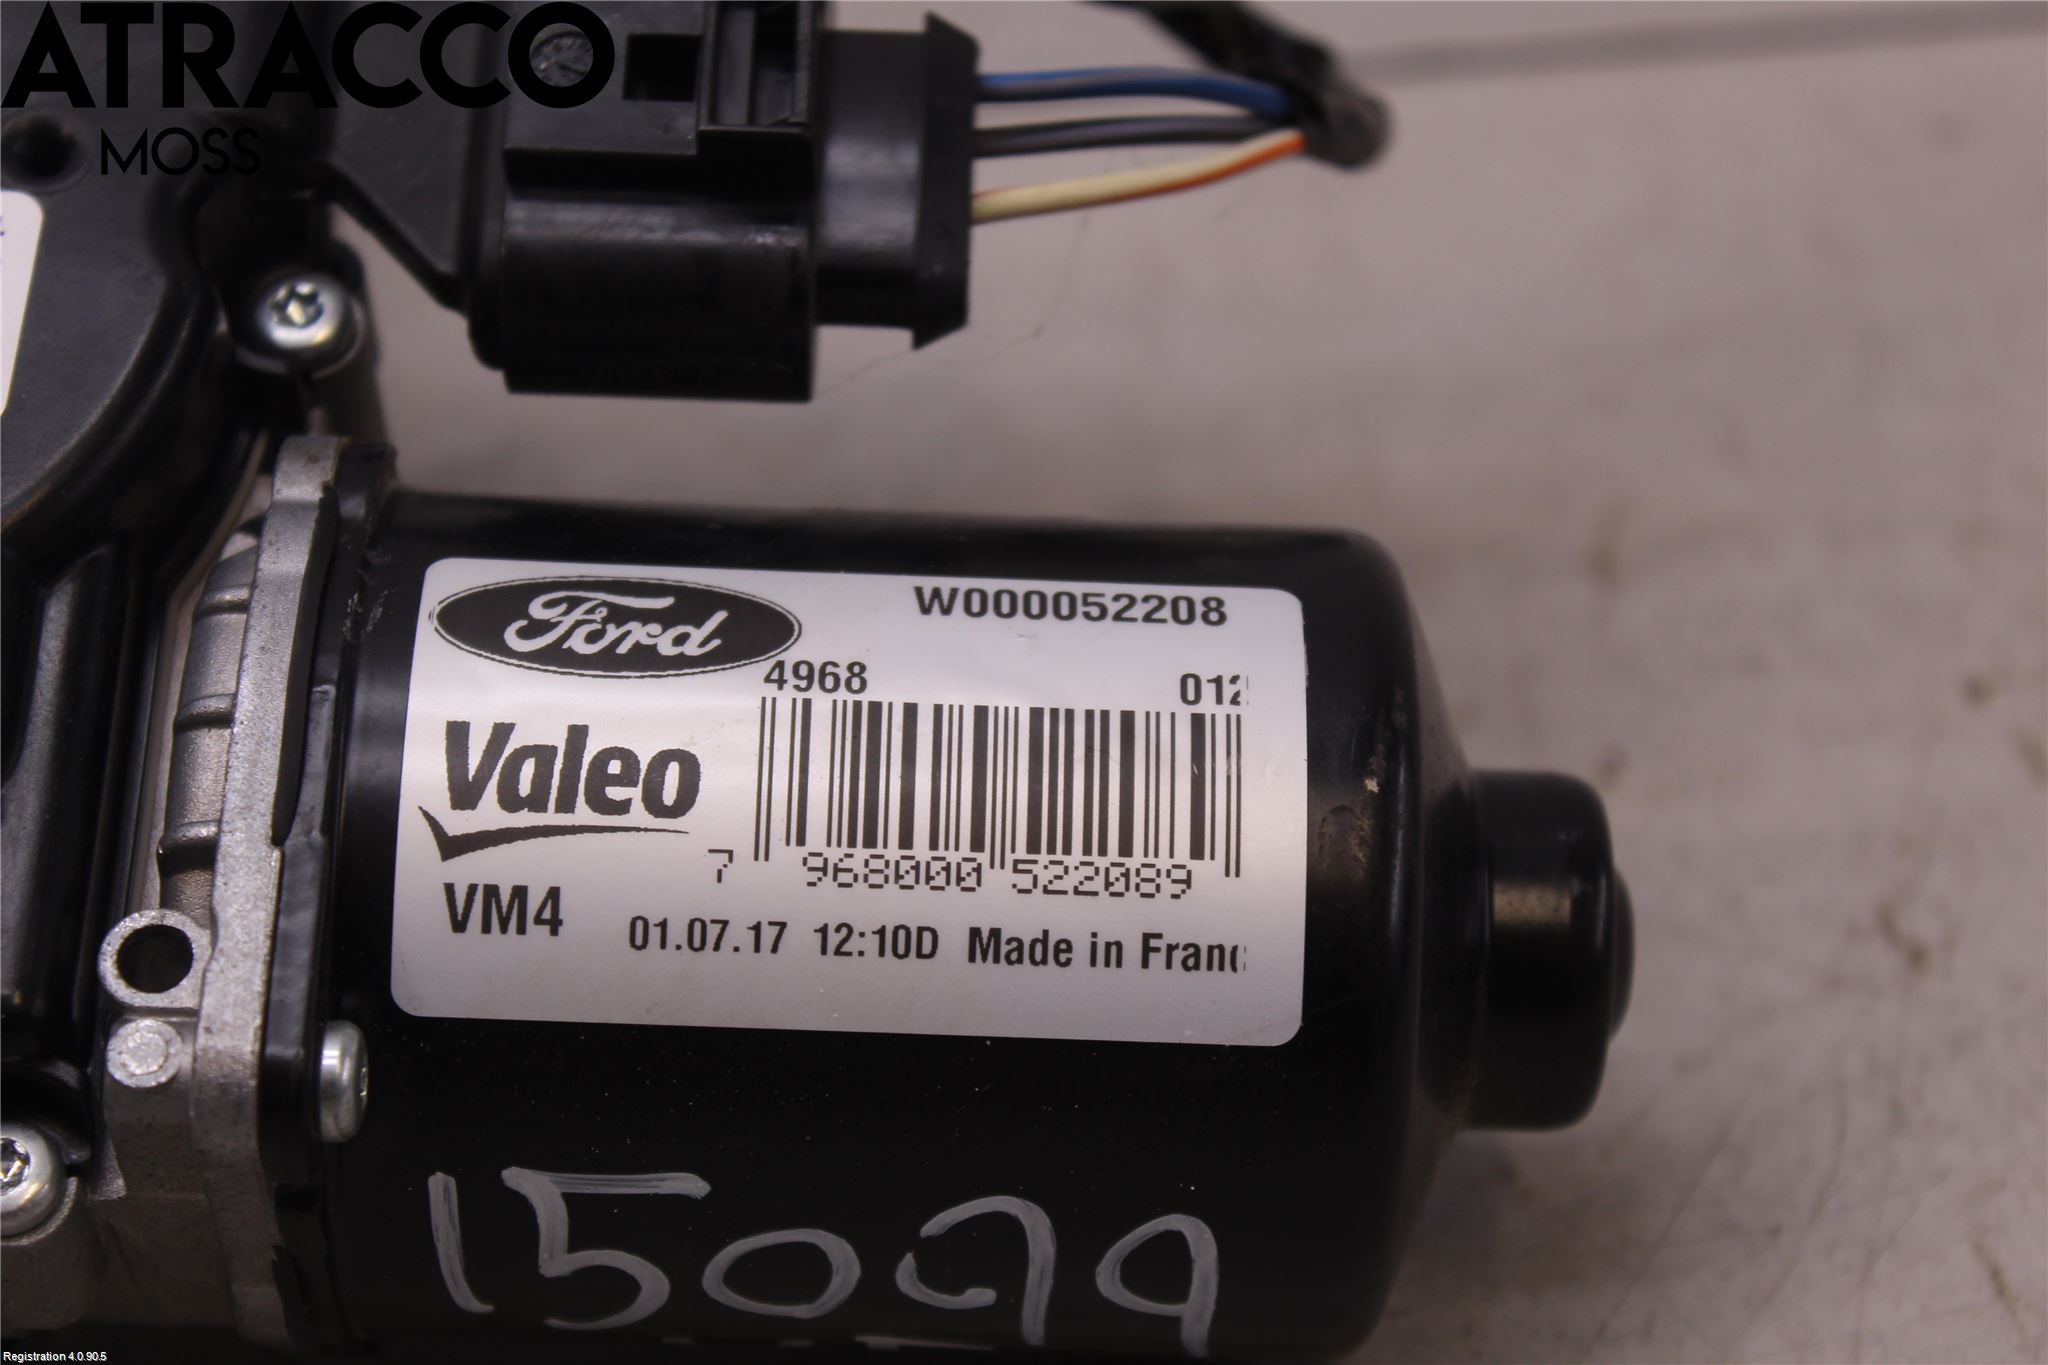 ATRACCO
MOSS
Ford
W000052208
4968
012
Valeo
7 968000 522089
VM4
01.07.17 12:10D Made in Franc
15099
Registration 4.0.90.5